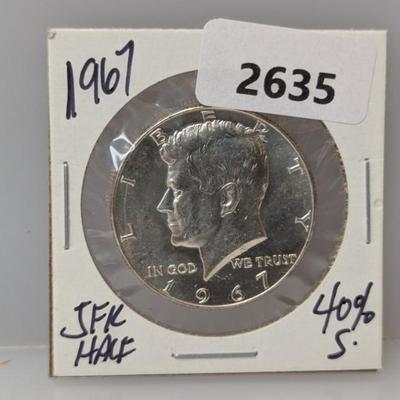 1967
2635
LIBERTY
IN GOD WE TRUST
1967
JFK
HALF
40%
S.